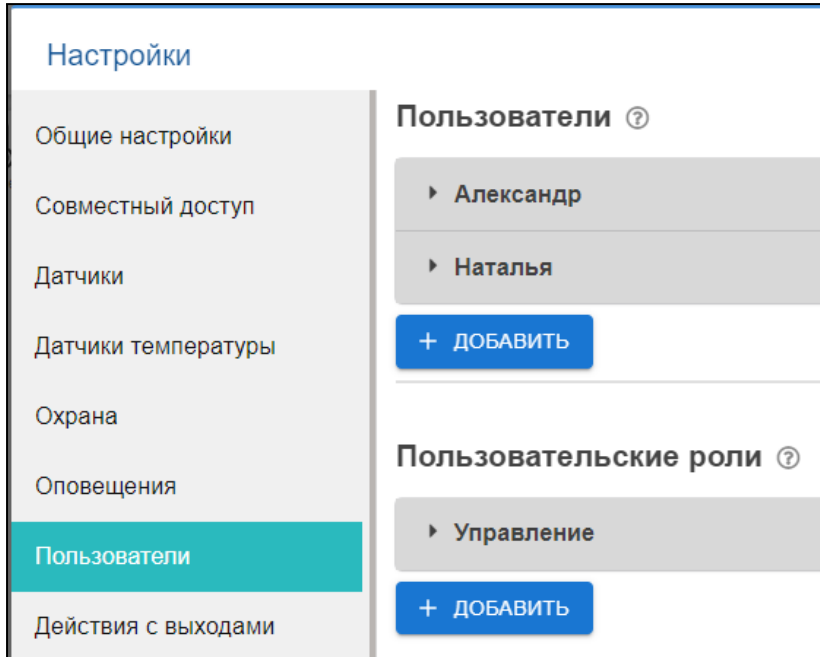 Настройки
Общие настройки
Совместный доступ
Датчики
Датчики температуры
Охрана
Оповещения
Пользователи
Действия с выходами
Пользователи ?
Александр
Наталья
+ ДОБАВИТЬ
Пользовательские роли ?
Управление
+ ДОБАВИТЬ